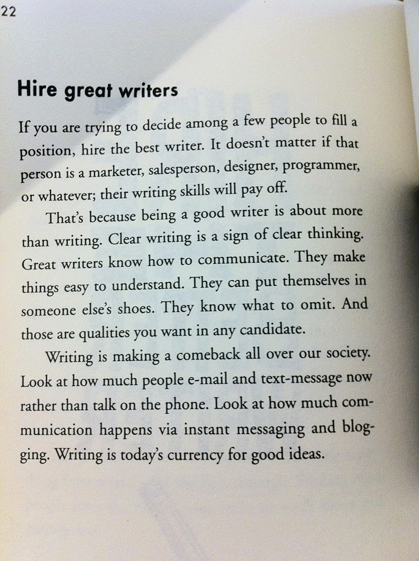 22
Hire great writers
If you are trying to decide among a few people to fill a
position, hire the best writer. It doesn't matter if that
person is a marketer, salesperson, designer, programmer,
or whatever; their writing skills will pay off.
That's because being a good writer is about more
than writing. Clear writing is a sign of clear thinking.
Great writers know how to communicate. They make
things easy to understand. They can put themselves in
someone else's shoes. They know what to omit. And
those are qualities you want in any candidate.
Writing is making a comeback all over our society.
Look at how much people e-mail and text-message now
rather than talk on the phone. Look at how much com-
munication happens via instant messaging and blog-
ging. Writing is today's currency for good ideas.